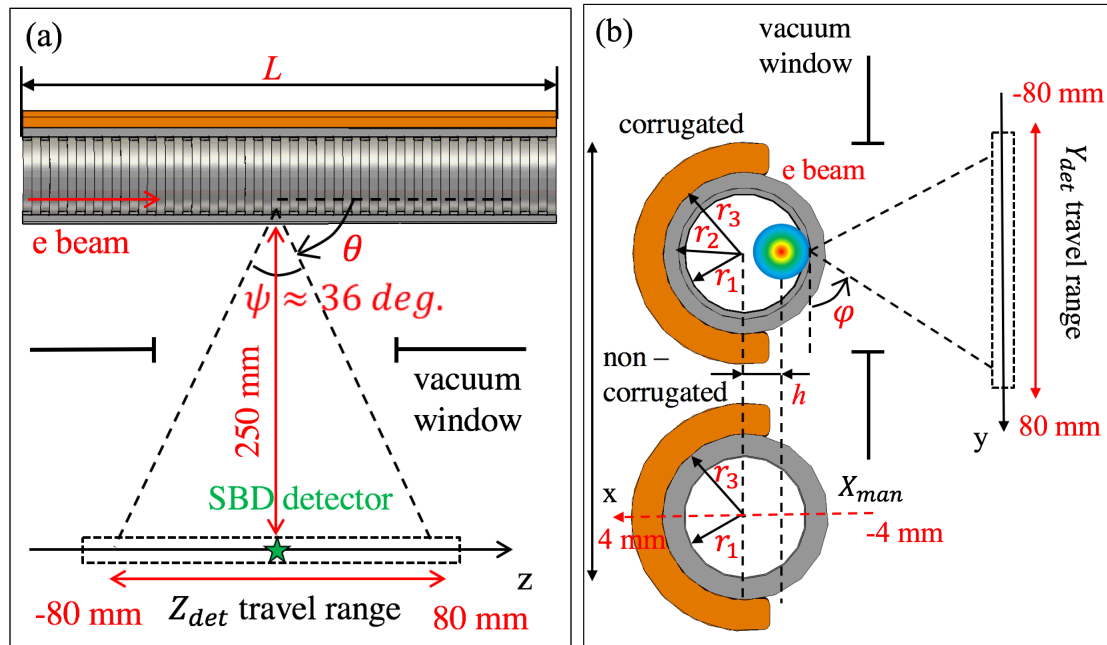 (a)
L
e beam
θ
ψ ≈ 36 deg.
250 mm
vacuum
window
SBD detector
z
-80 mm
Z_det travel range
80 mm
(b)
vacuum
window
-80 mm
corrugated
e beam
r_3
r_2
r_1
φ
Y_det travel range
non –
corrugated
h
80 mm
y
r_3
X_man
x
4 mm
-4 mm
r_1